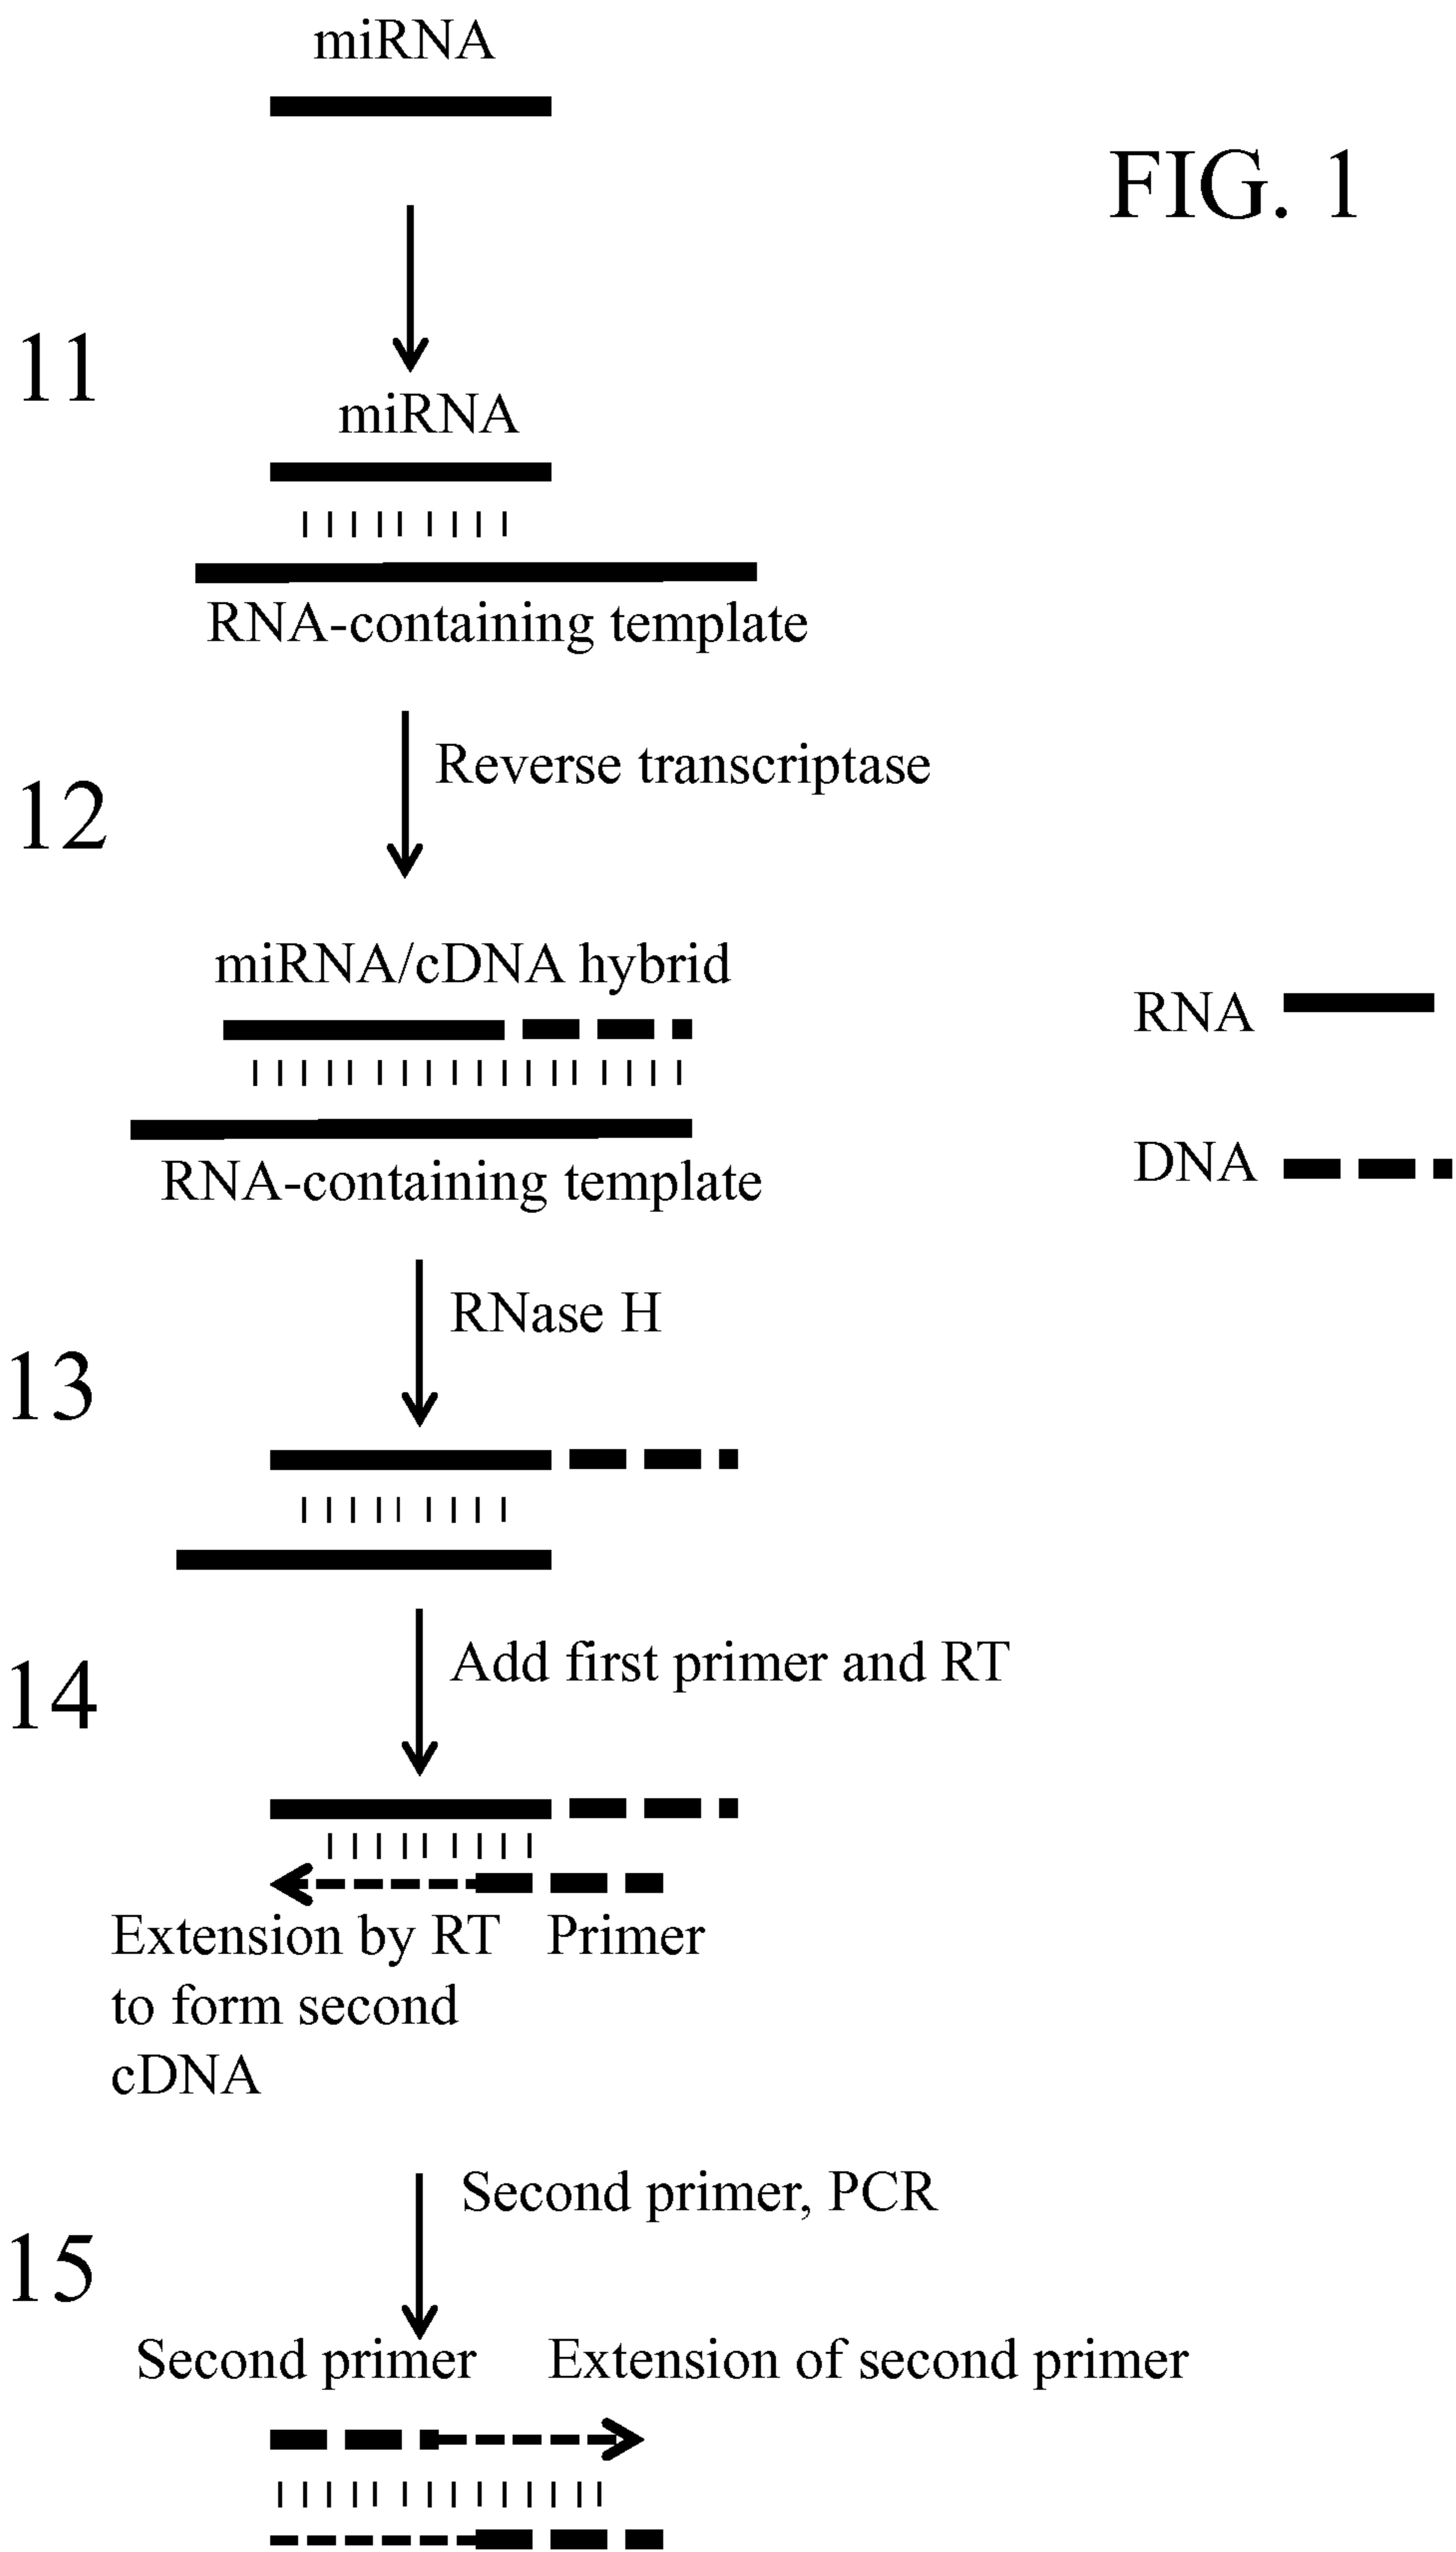 miRNA
FIG. 1
11
miRNA
RNA-containing template
12
Reverse transcriptase
miRNA/cDNA hybrid
RNA
RNA-containing template
DNA
13
RNase H
14
Add first primer and RT
Extension by RT
to form second
cDNA
Primer
15
Second primer, PCR
Second primer
Extension of second primer